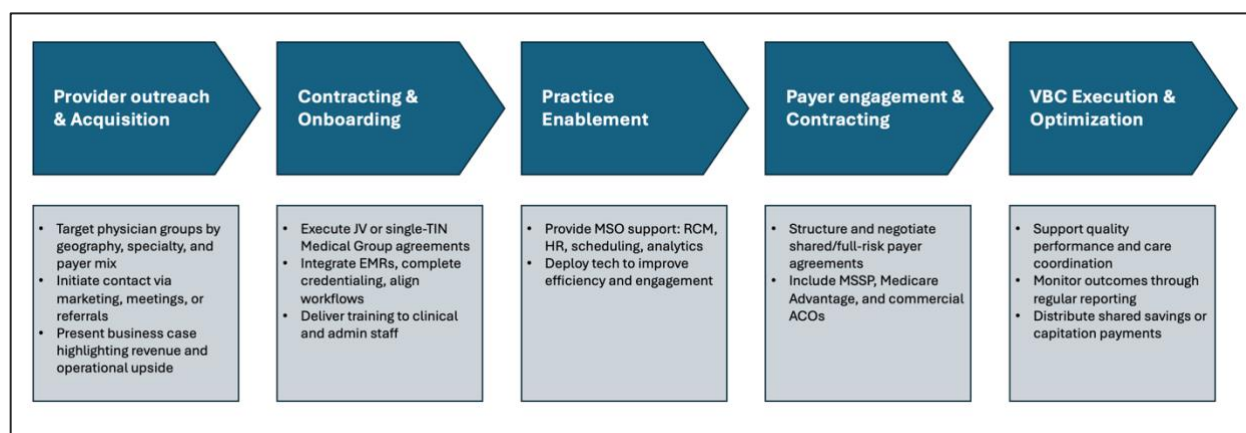 Provider outreach
& Acquisition
Contracting &
Onboarding
Practice
Enablement
Payer engagement &
Contracting
VBC Execution &
Optimization
• Target physician groups by
geography, specialty, and
payer mix
• Initiate contact via
marketing, meetings, or
referrals
• Present business case
highlighting revenue and
operational upside
• Execute JV or single-TIN
Medical Group agreements
• Integrate EMRs, complete
credentialing, align
workflows
• Deliver training to clinical
and admin staff
• Provide MSO support: RCM,
HR, scheduling, analytics
• Deploy tech to improve
efficiency and engagement
• Structure and negotiate
shared/full-risk payer
agreements
• Include MSSP, Medicare
Advantage, and commercial
ACOs
• Support quality
performance and care
coordination
• Monitor outcomes through
regular reporting
• Distribute shared savings or
capitation payments